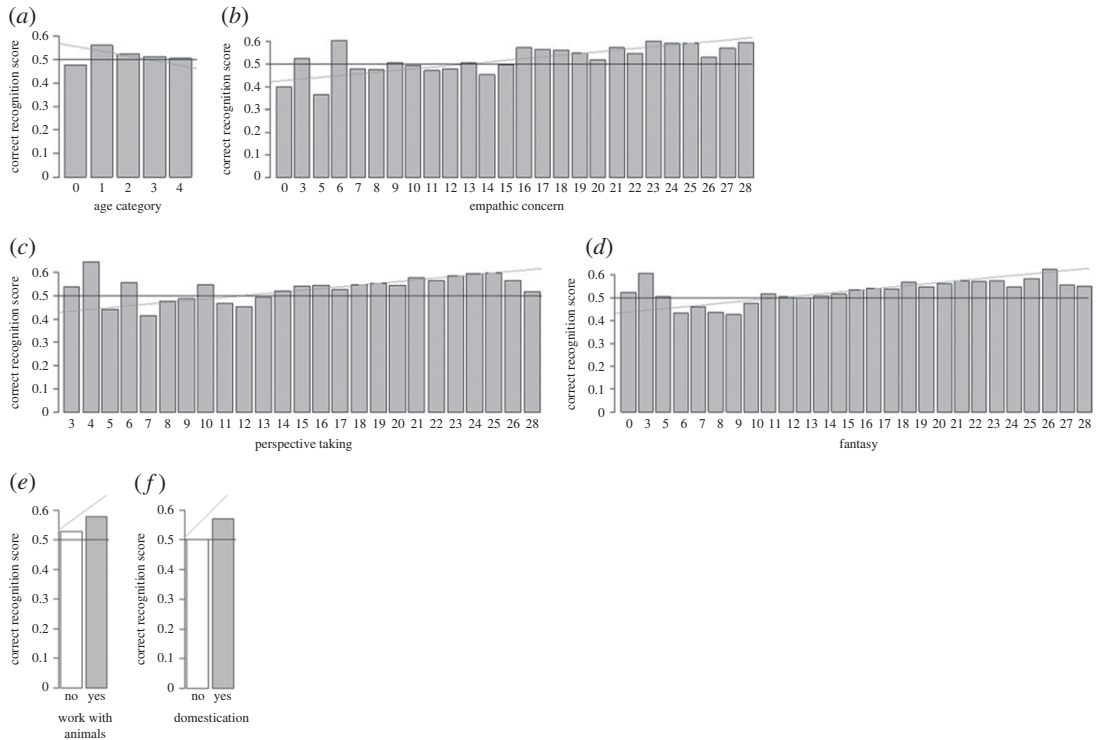 (a)
correct recognition score
0.6
0.5
0.4
0.3
0.2
0.1
0
0 1 2 3 4
age category
(b)
correct recognition score
0.6
0.5
0.4
0.3
0.2
0.1
0
0 3 5 6 7 8 9 10 11 12 13 14 15 16 17 18 19 20 21 22 23 24 25 26 27 28
empathic concern
(c)
correct recognition score
0.6
0.5
0.4
0.3
0.2
0.1
0
3 4 5 6 7 8 9 10 11 12 13 14 15 16 17 18 19 20 21 22 23 24 25 26 28
perspective taking
(d)
correct recognition score
0.6
0.5
0.4
0.3
0.2
0.1
0
0 3 5 6 7 8 9 10 11 12 13 14 15 16 17 18 19 20 21 22 23 24 25 26 27 28
fantasy
(e)
correct recognition score
0.6
0.5
0.4
0.3
0.2
0.1
0
no yes
work with
animals
(f)
correct recognition score
0.6
0.5
0.4
0.3
0.2
0.1
0
no yes
domestication